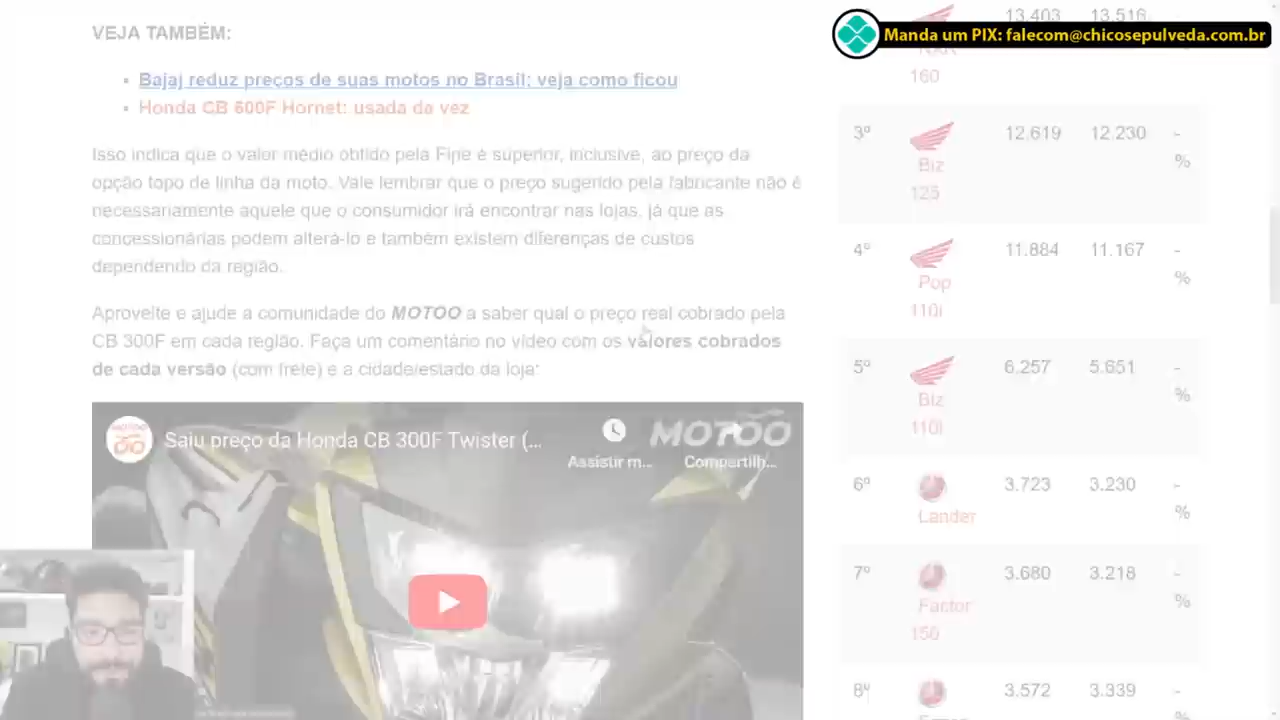 VEJA TAMBÉM:
Bajaj reduz preços de suas motos no Brasil; veja como ficou
Honda CB 600F Hornet: usada da vez
Isso indica que o valor médio obtido pela Fipe é superior, inclusive, ao preço da
opção topo de linha da moto. Vale lembrar que o preço sugerido pela fabricante não é
necessariamente aquele que o consumidor irá encontrar nas lojas, já que as
concessionárias podem alterá-lo e também existem diferenças de custos
dependendo da região.
Aproveite e ajude a comunidade do MOTOO a saber qual o preço real cobrado pela
CB 300F em cada região. Faça um comentário no vídeo com os valores cobrados
de cada versão (com frete) e a cidade/estado da loja:
MOTOO
Saiu preço da Honda CB 300F Twister (...
MOTOO
Assistir m...
Compartilh...
Manda um PIX: falecom@chicosepulveda.com.br
13.403 13.516
NXR
160
3º 12.619 12.230 -
%
Biz
125
4º 11.884 11.167 -
%
Pop
110i
5º 6.257 5.651 -
%
Biz
110i
6º 3.723 3.230 -
%
Lander
7º 3.680 3.218 -
%
Factor
150
8º 3.572 3.339 -
%